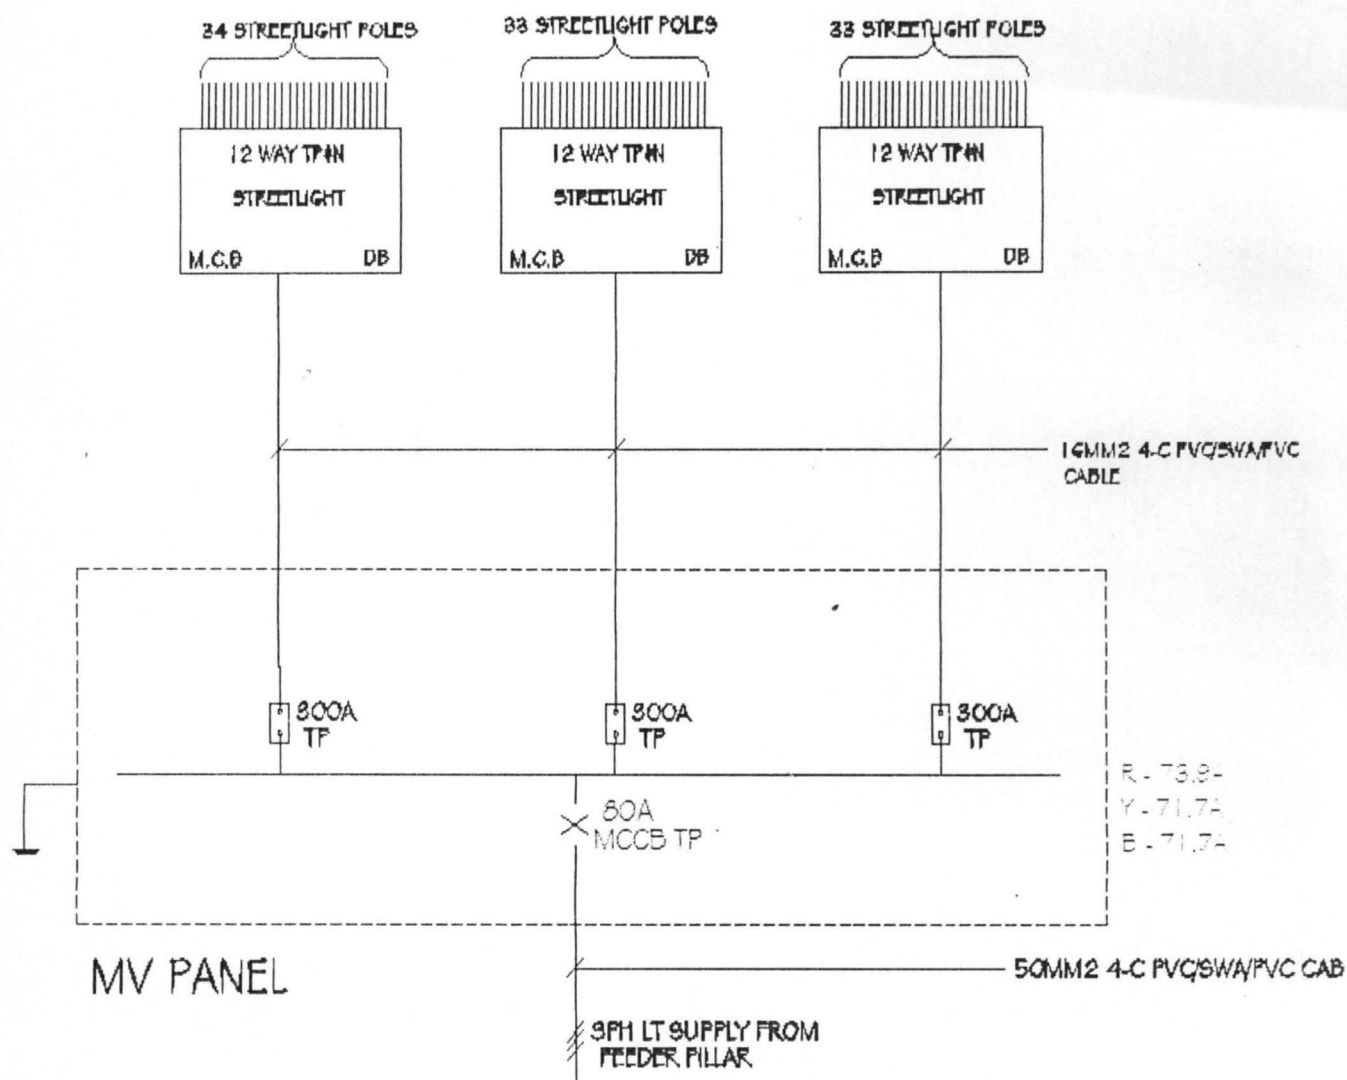 34 STREETLIGHT POLES
33 STREETLIGHT POLES
33 STREETLIGHT POLES
12 WAY TP&N
STREETLIGHT
M.C.B DB
12 WAY TP&N
STREETLIGHT
M.C.B DB
12 WAY TP&N
STREETLIGHT
M.C.B DB
16MM2 4-C PVC/SWA/PVC
CABLE
300A
TP
300A
TP
300A
TP
80A
MCCB TP
R - 73.9A
Y - 71.7A
B - 71.7A
MV PANEL
50MM2 4-C PVC/SWA/PVC CAB
3PH LT SUPPLY FROM
FEEDER PILLAR